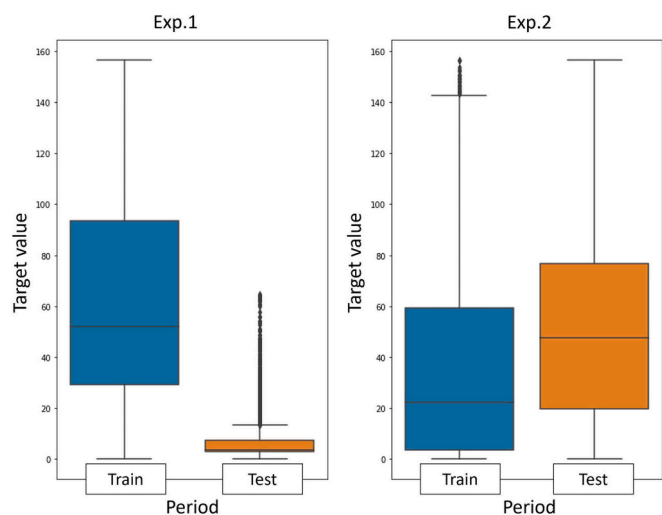 Exp.1
Target value
160
140
120
100
80
60
40
20
0
Train
Test
Period
Exp.2
Target value
160
140
120
100
80
60
40
20
0
Train
Test
Period